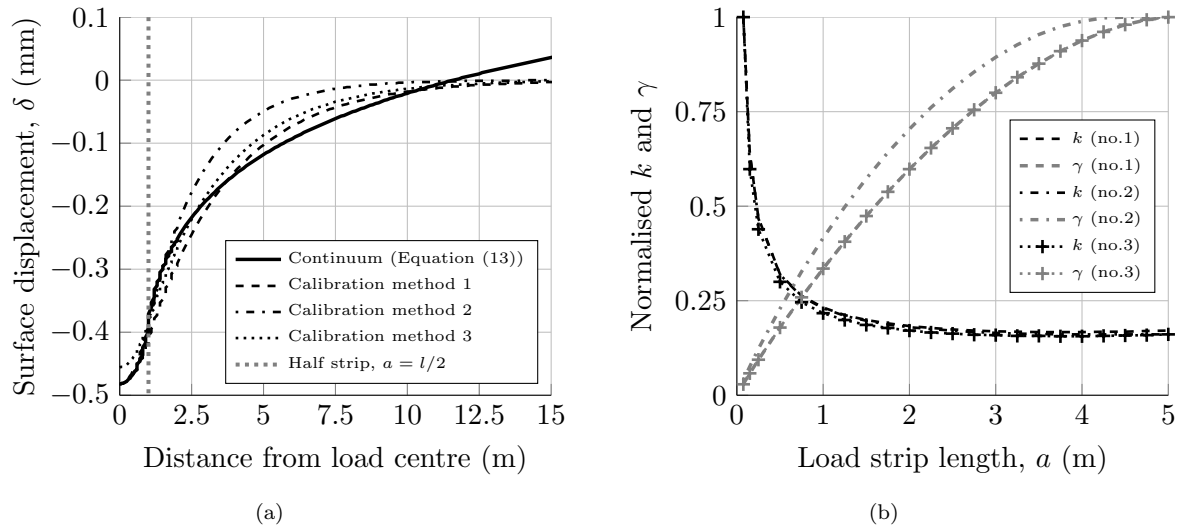 0.1
0
−0.1
−0.2
−0.3
−0.4
−0.5
Surface displacement, δ (mm)
Continuum (Equation (13))
Calibration method 1
Calibration method 2
Calibration method 3
Half strip, a = l/2
0 2.5 5 7.5 10 12.5 15
Distance from load centre (m)
(a)
1
0.75
0.5
0.25
0
Normalised k and γ
k (no.1)
γ (no.1)
k (no.2)
γ (no.2)
k (no.3)
γ (no.3)
0 1 2 3 4 5
Load strip length, a (m)
(b)